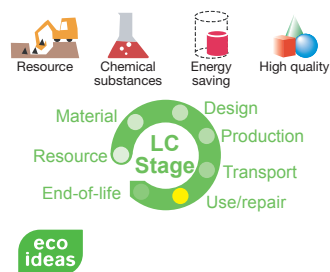 Resource
Chemical
substances
Energy
saving
High quality
Material
Design
Production
Resource
LC
Stage
Transport
End-of-life
Use/repair
eco
ideas